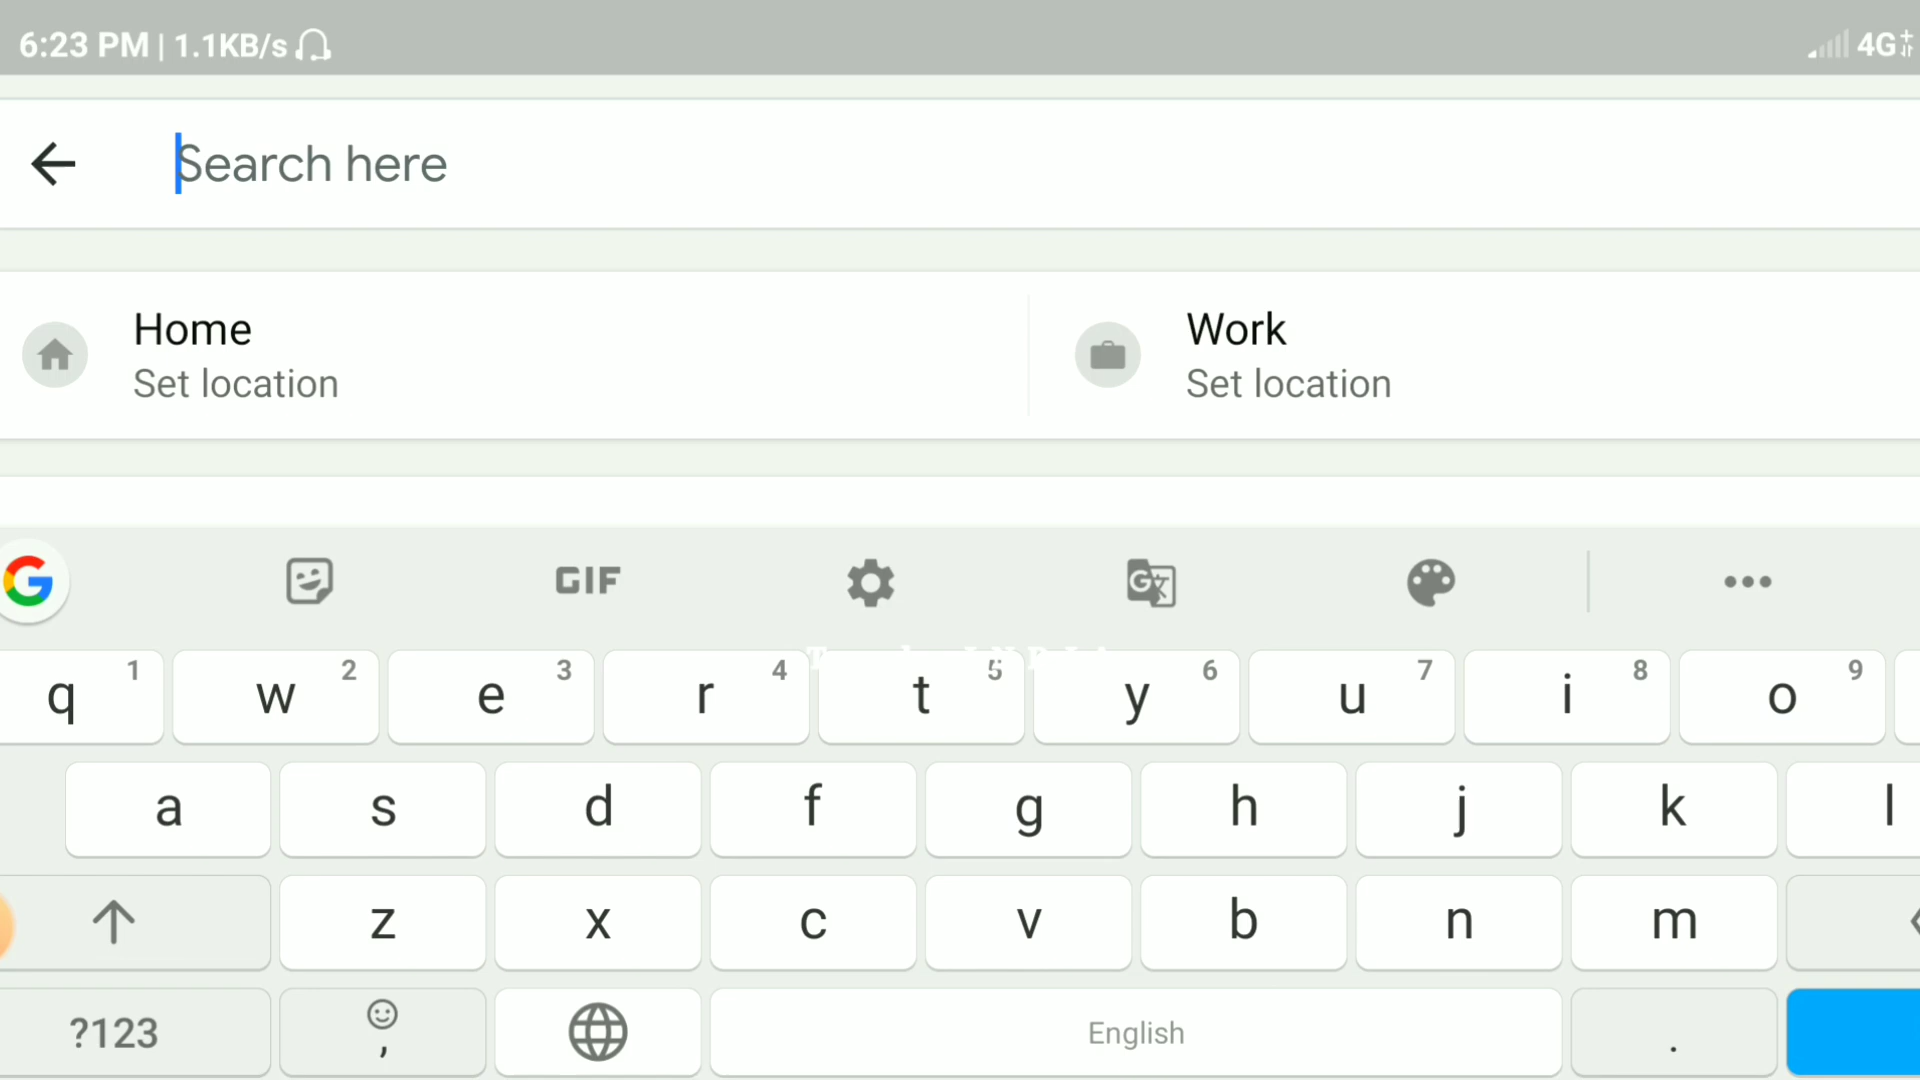 6:23 PM | 1.1KB/s
4G+
Search here
Home
Set location
Work
Set location
G
GIF
G
1 2 3 4 5 6 7 8 9
q w e r t y u i o
a s d f g h j k l
z x c v b n m
?123
,
English
.